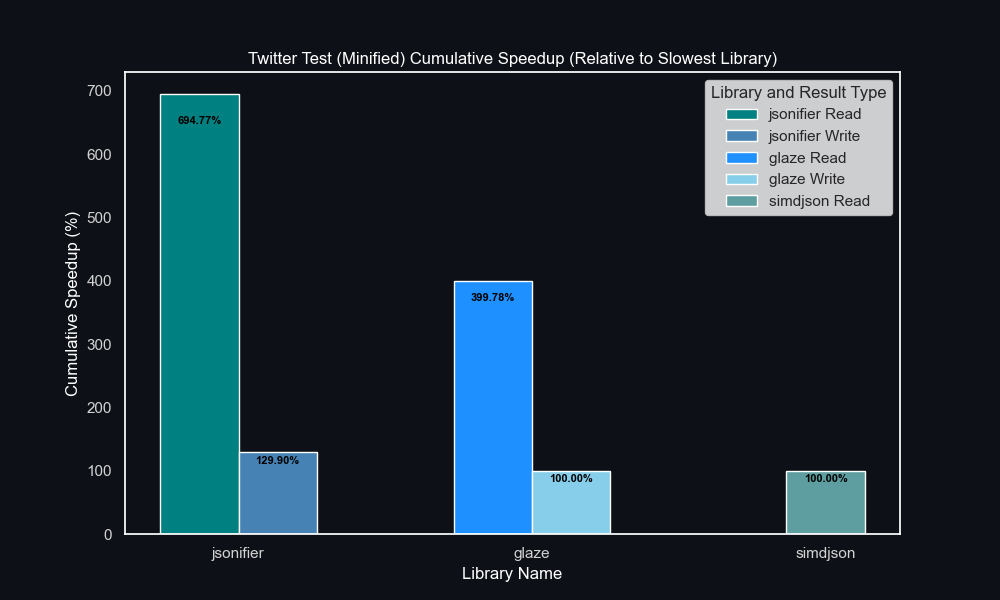 Twitter Test (Minified) Cumulative Speedup (Relative to Slowest Library)
Cumulative Speedup (%)
700
600
500
400
300
200
100
0
694.77%
129.90%
399.78%
100.00%
100.00%
Library and Result Type
jsonifier Read
jsonifier Write
glaze Read
glaze Write
simdjson Read
jsonifier
glaze
simdjson
Library Name